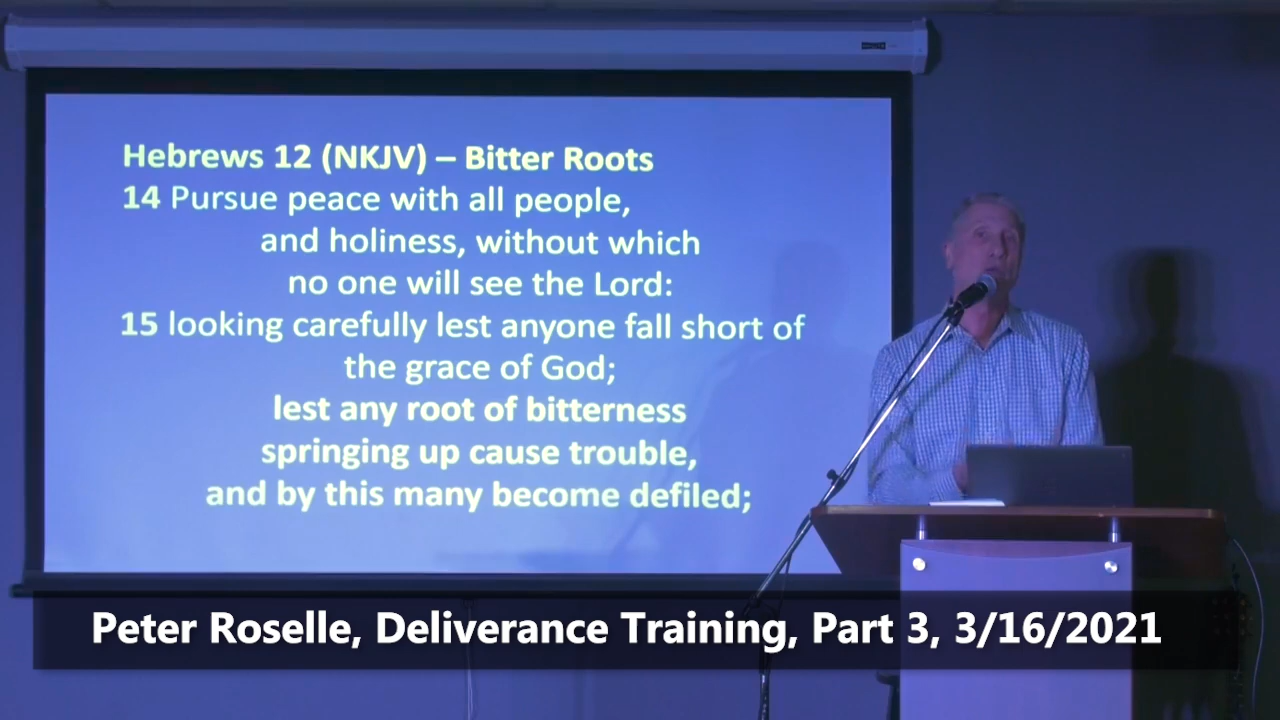 Hebrews 12 (NKJV) – Bitter Roots
14 Pursue peace with all people,
and holiness, without which
no one will see the Lord:
15 looking carefully lest anyone fall short of
the grace of God;
lest any root of bitterness
springing up cause trouble,
and by this many become defiled;
Peter Roselle, Deliverance Training, Part 3, 3/16/2021